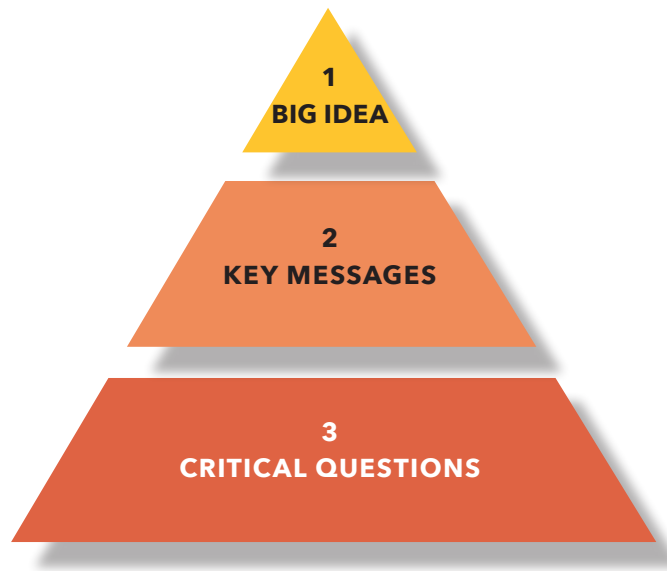 1
BIG IDEA
2
KEY MESSAGES
3
CRITICAL QUESTIONS